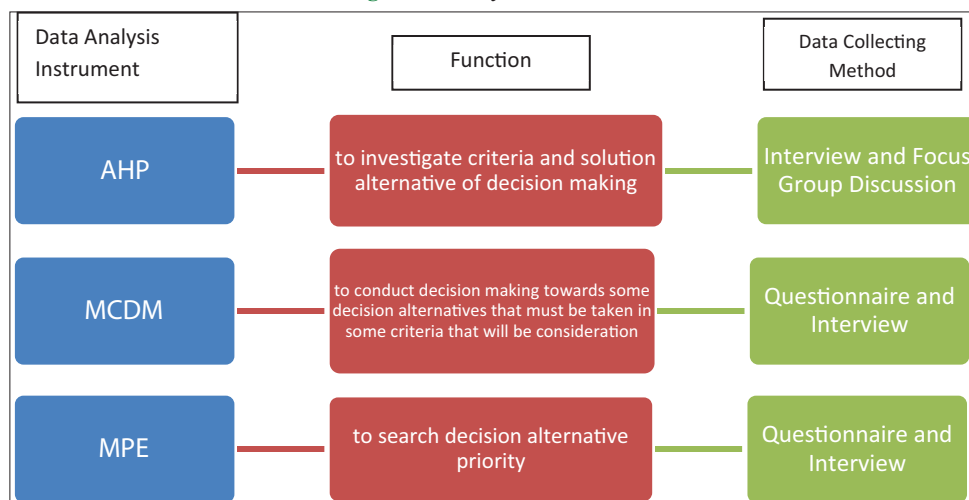 Data Analysis
Instrument
Function
Data Collecting
Method
AHP
to investigate criteria and solution
alternative of decision making
Interview and Focus
Group Discussion
MCDM
to conduct decision making towards some
decision alternatives that must be taken in
some criteria that will be consideration
Questionnaire and
Interview
MPE
to search decision alternative
priority
Questionnaire and
Interview